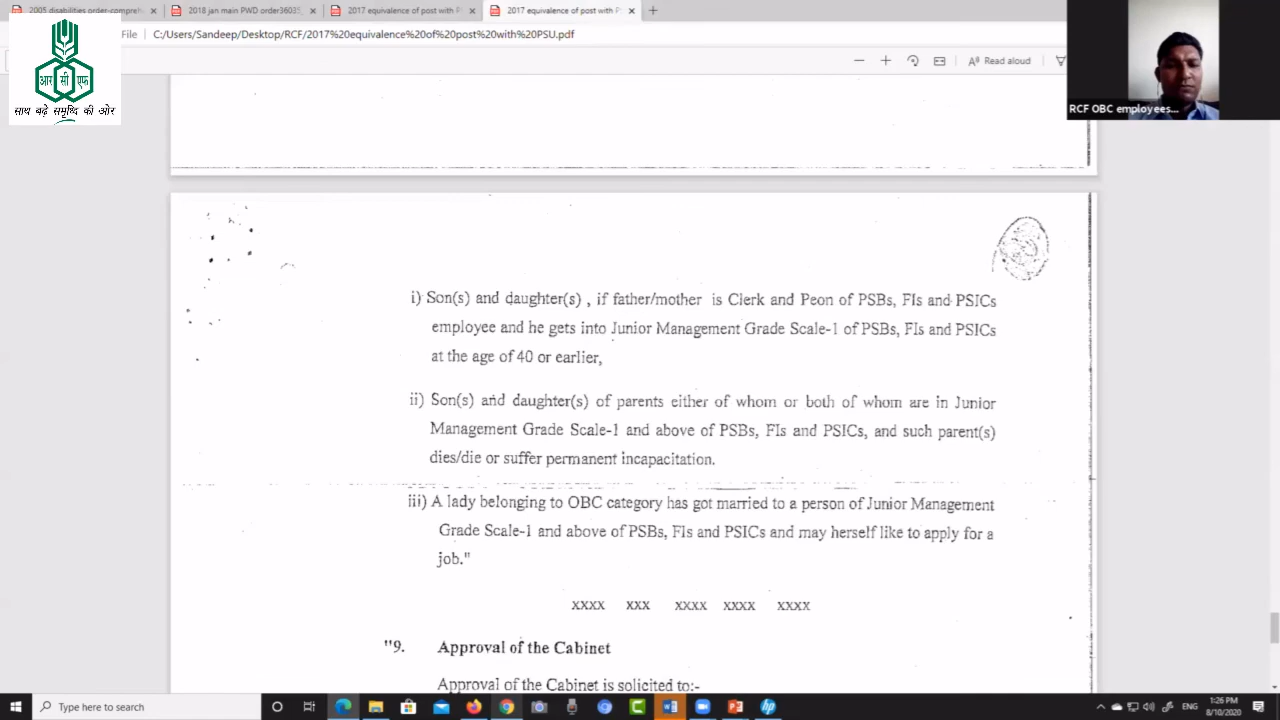 2005 disabilities order-compreh
2018 jan main PWD order36035
2017 equivalence of post with P
2017 equivalence of post with P
File
C:/Users/Sandeep/Desktop/RCF/2017%20equivalence%20of%20post%20with%20PSU.pdf
Read aloud
आर सी एफ
साथ बढ़े समृध्दि की ओर
RCF OBC employees...
i) Son(s) and daughter(s) , if father/mother is Clerk and Peon of PSBs, FIs and PSICs
employee and he gets into Junior Management Grade Scale-1 of PSBs, FIs and PSICs
at the age of 40 or earlier,
ii) Son(s) and daughter(s) of parents either of whom or both of whom are in Junior
Management Grade Scale-1 and above of PSBs, FIs and PSICs, and such parent(s)
dies/die or suffer permanent incapacitation.
iii) A lady belonging to OBC category has got married to a person of Junior Management
Grade Scale-1 and above of PSBs, FIs and PSICs and may herself like to apply for a
job."
xxxx xxx xxxx xxxx xxxx
"9. Approval of the Cabinet
Approval of the Cabinet is solicited to:-
Type here to search
ENG
1:26 PM
8/10/2020